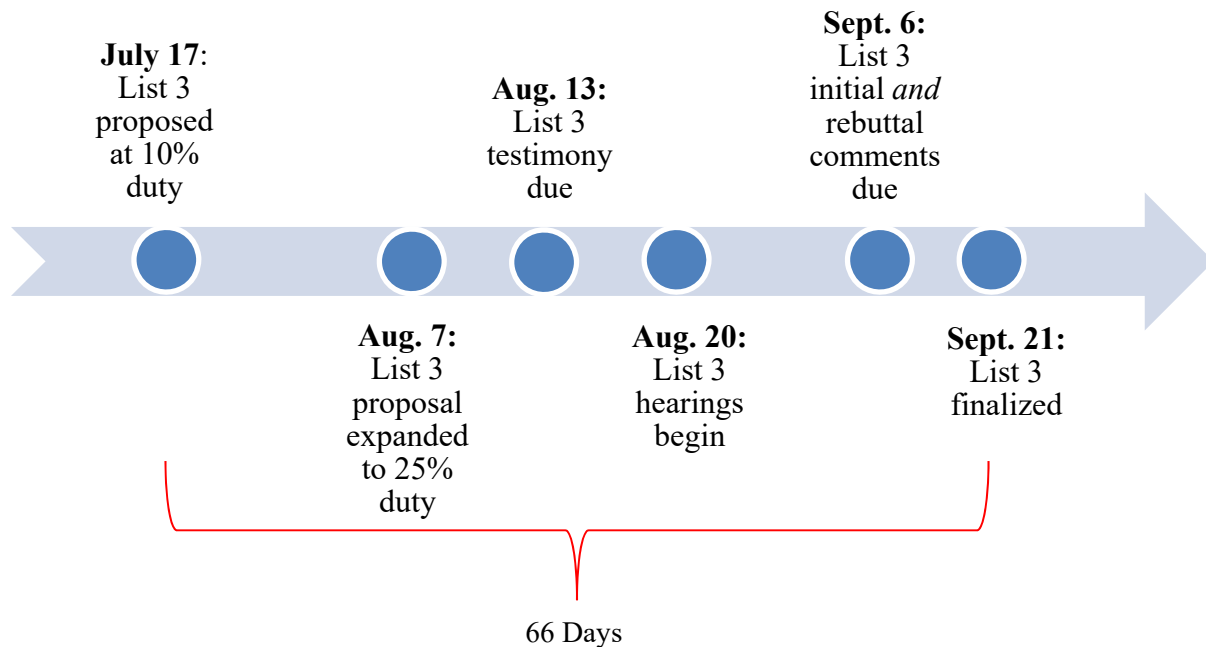 July 17:
List 3
proposed
at 10%
duty
Aug. 7:
List 3
proposal
expanded
to 25%
duty
Aug. 13:
List 3
testimony
due
Aug. 20:
List 3
hearings
begin
Sept. 6:
List 3
initial and
rebuttal
comments
due
Sept. 21:
List 3
finalized
66 Days